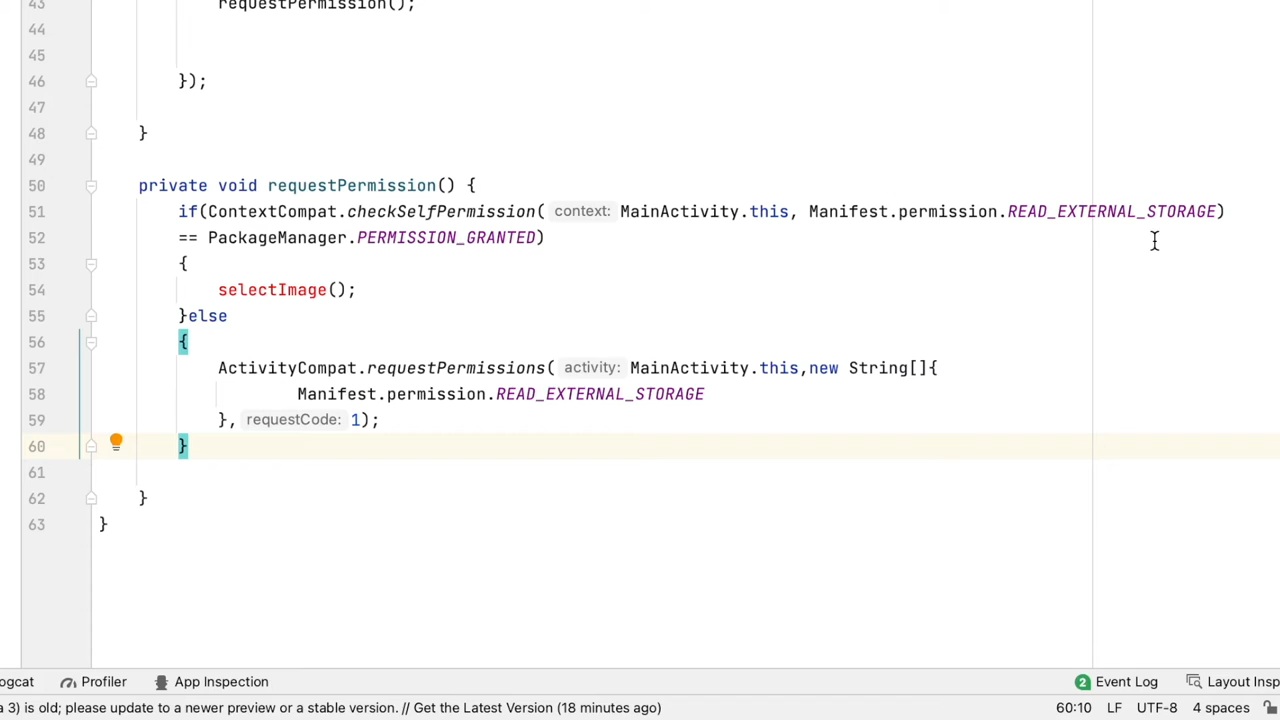 43 requestPermission();
44
45
46 });
47
48 }
49
50 private void requestPermission() {
51 if(ContextCompat.checkSelfPermission( context: MainActivity.this, Manifest.permission.READ_EXTERNAL_STORAGE)
52 == PackageManager.PERMISSION_GRANTED)
53 {
54 selectImage();
55 }else
56 {
57 ActivityCompat.requestPermissions( activity: MainActivity.this,new String[]{
58 Manifest.permission.READ_EXTERNAL_STORAGE
59 }, requestCode: 1);
60 }
61
62 }
63 }
ogcat Profiler App Inspection 2 Event Log Layout Insp
a 3) is old; please update to a newer preview or a stable version. // Get the Latest Version (18 minutes ago) 60:10 LF UTF-8 4 spaces